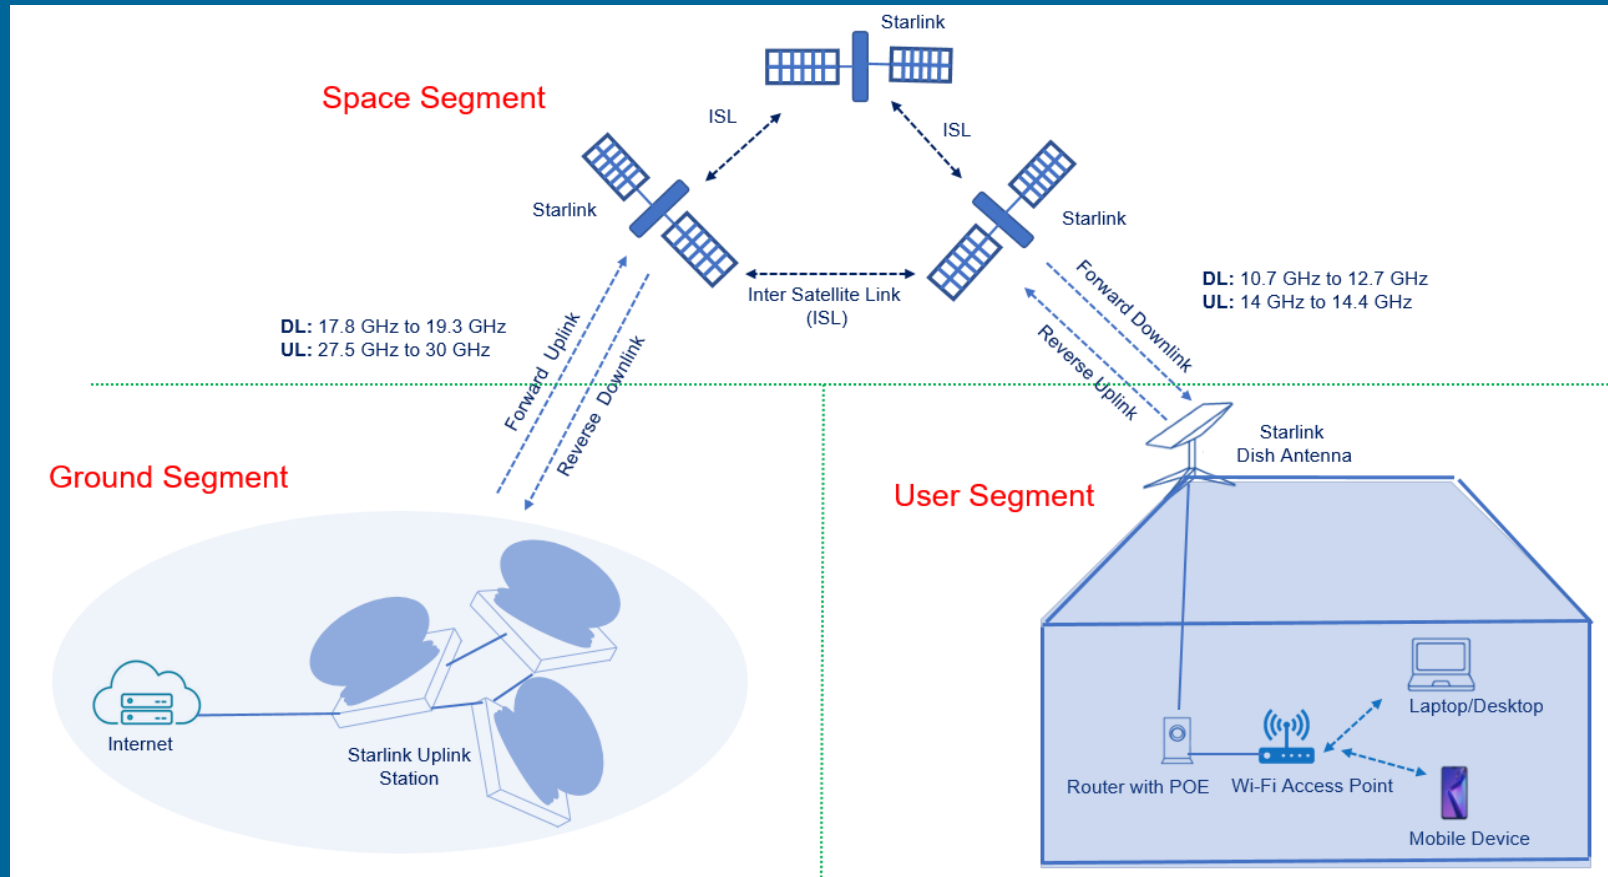 Starlink
Space Segment
ISL
ISL
Starlink
Starlink
Inter Satellite Link
(ISL)
DL: 10.7 GHz to 12.7 GHz
UL: 14 GHz to 14.4 GHz
DL: 17.8 GHz to 19.3 GHz
UL: 27.5 GHz to 30 GHz
Forward Uplink
Reverse Downlink
Forward Downlink
Reverse Uplink
Ground Segment
User Segment
Starlink
Dish Antenna
Internet
Starlink Uplink
Station
Laptop/Desktop
Router with POE
Wi-Fi Access Point
Mobile Device